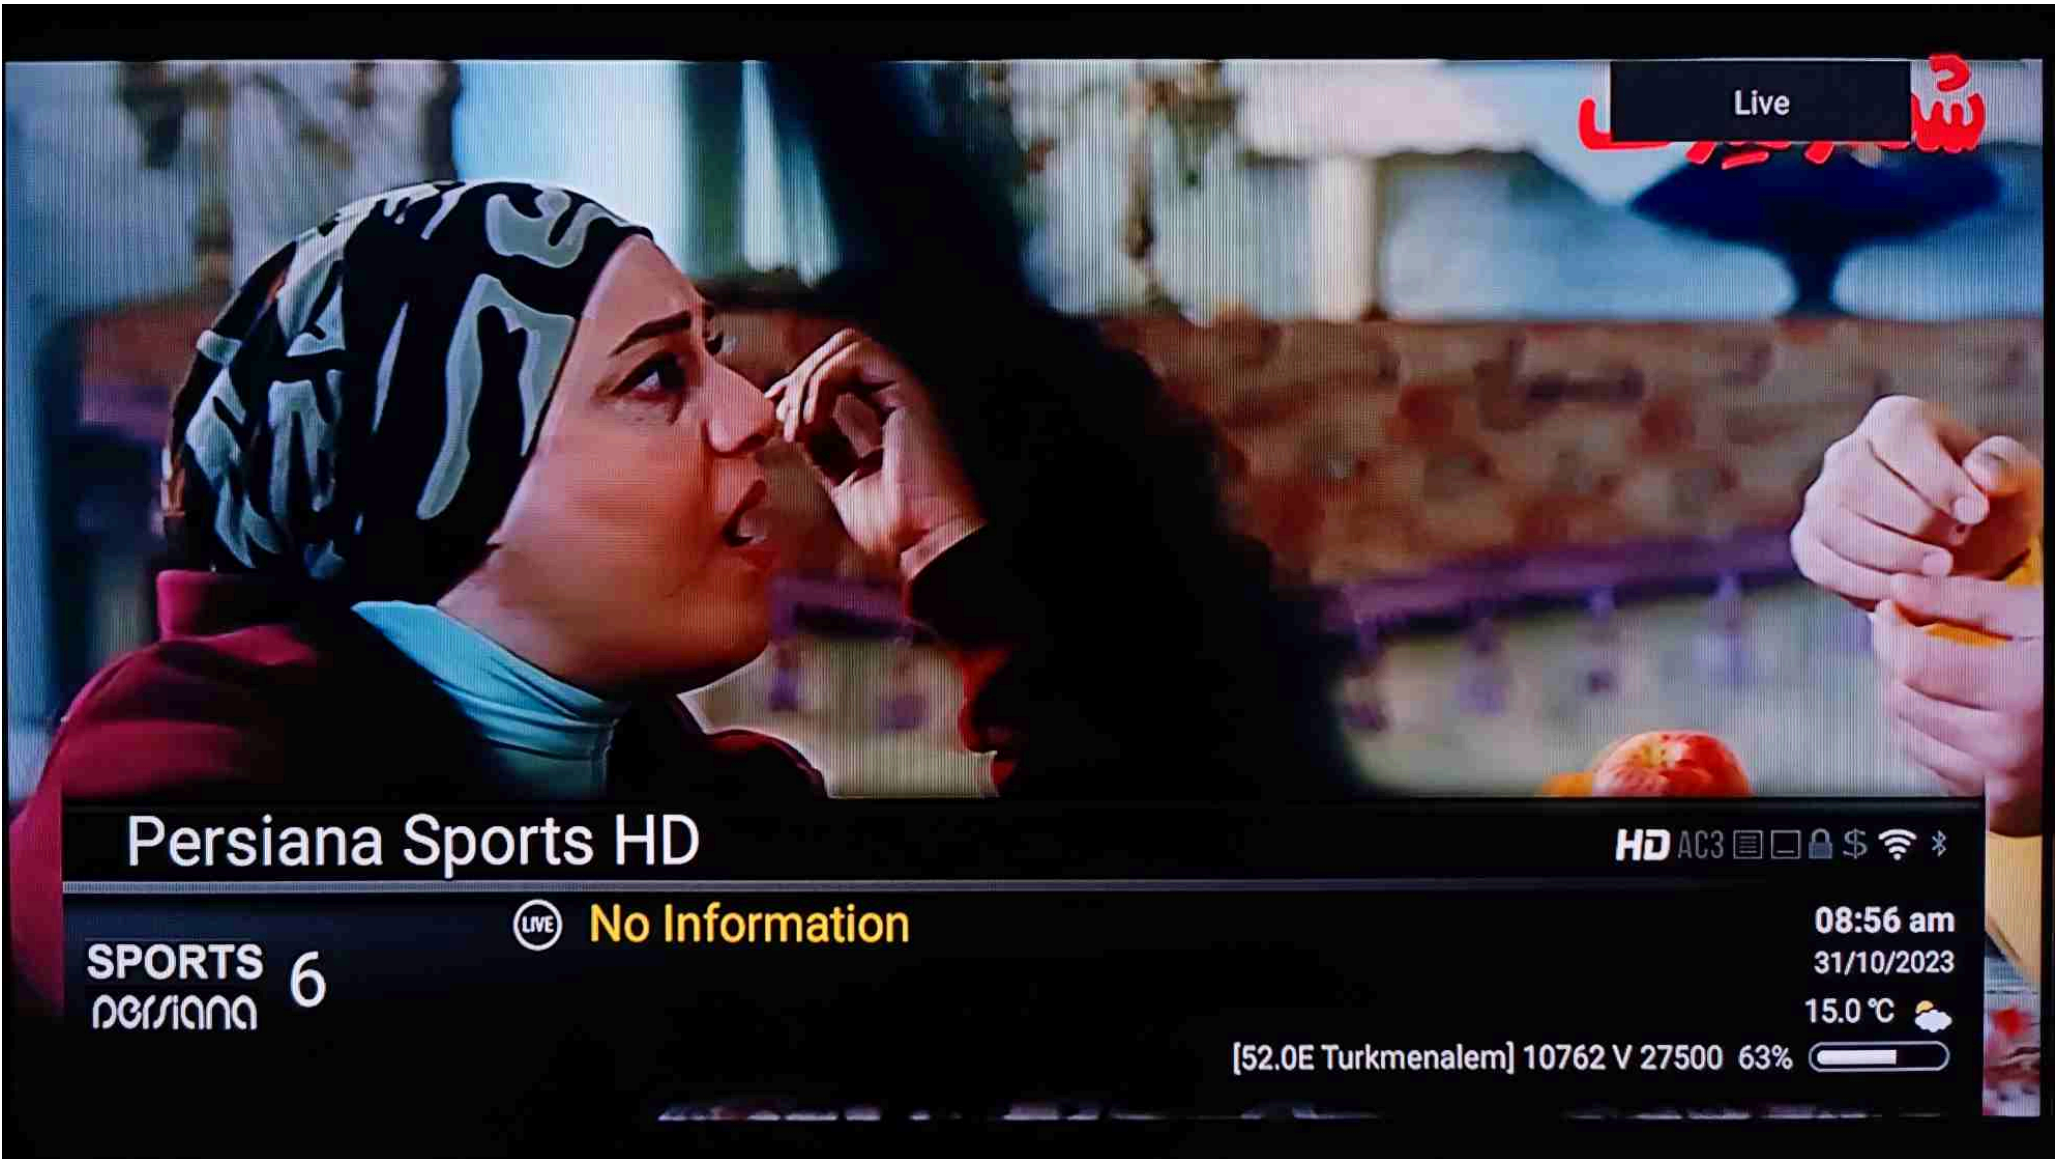 Live
Persiana Sports HD
HD AC3 $
LIVE No Information
08:56 am
SPORTS
persiana
6
31/10/2023
15.0 °C
[52.0E Turkmenalem] 10762 V 27500 63%